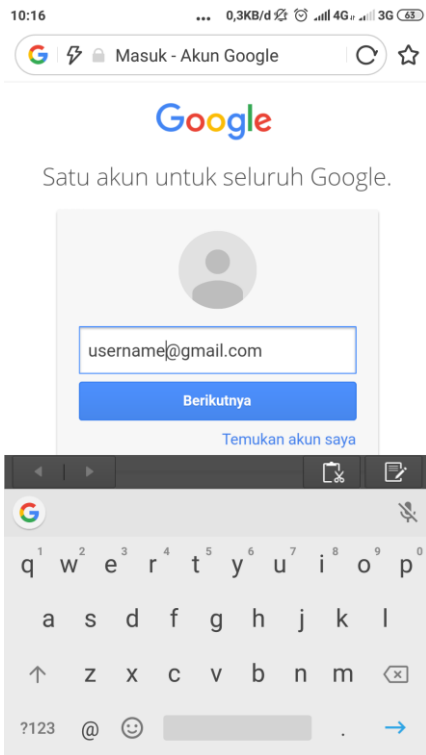 10:16 ... 0,3KB/d 4G 3G 63
G Masuk - Akun Google
Google
Satu akun untuk seluruh Google.
username@gmail.com
Berikutnya
Temukan akun saya
G
1 2 3 4 5 6 7 8 9 0
q w e r t y u i o p
a s d f g h j k l
z x c v b n m
?123 @ .